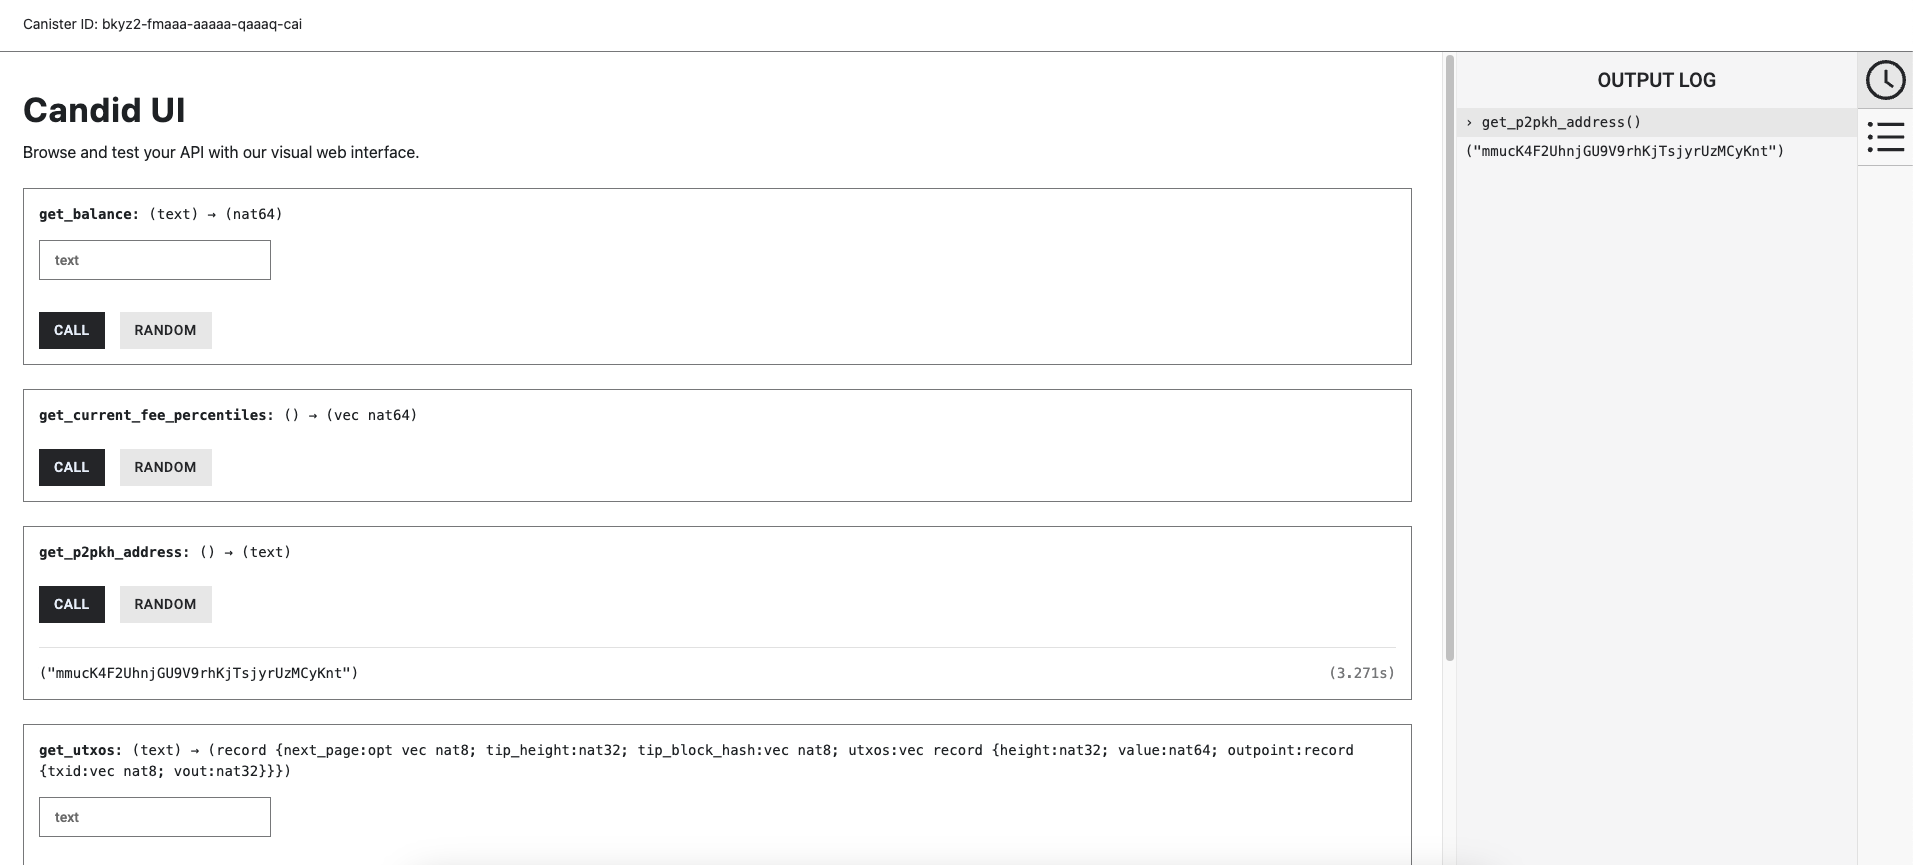 Canister ID: bkyz2-fmaaa-aaaaa-qaaaq-cai
Candid UI
Browse and test your API with our visual web interface.
get_balance: (text) → (nat64)
text
CALL RANDOM
get_current_fee_percentiles: () → (vec nat64)
CALL RANDOM
get_p2pkh_address: () → (text)
CALL RANDOM
("mmucK4F2UhnjGU9V9rhKjTsjyrUzMCyKnt") (3.271s)
get_utxos: (text) → (record {next_page:opt vec nat8; tip_height:nat32; tip_block_hash:vec nat8; utxos:vec record {height:nat32; value:nat64; outpoint:record
{txid:vec nat8; vout:nat32}}})
text
OUTPUT LOG
› get_p2pkh_address()
("mmucK4F2UhnjGU9V9rhKjTsjyrUzMCyKnt")